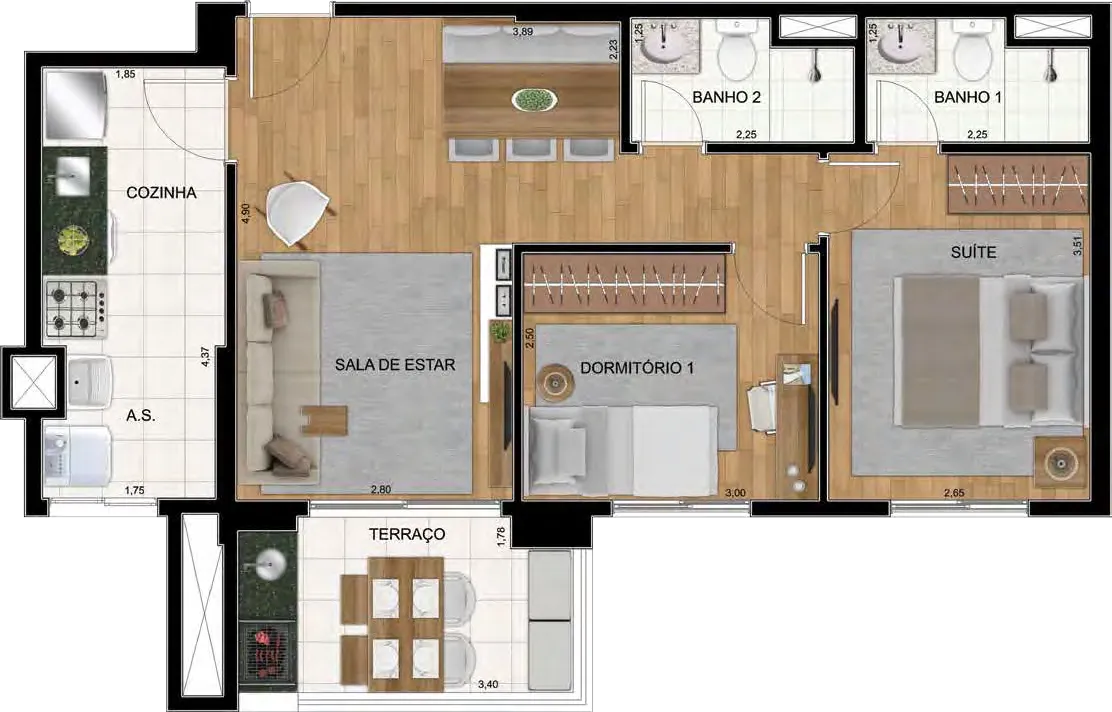 3,89
1,25
1,25
1,85
2,23
BANHO 2
BANHO 1
2,25
2,25
COZINHA
4,90
SUÍTE
3,51
2,50
4,37
SALA DE ESTAR
DORMITÓRIO 1
A.S.
1,75
2,80
3,00
2,65
TERRAÇO
1,78
3,40